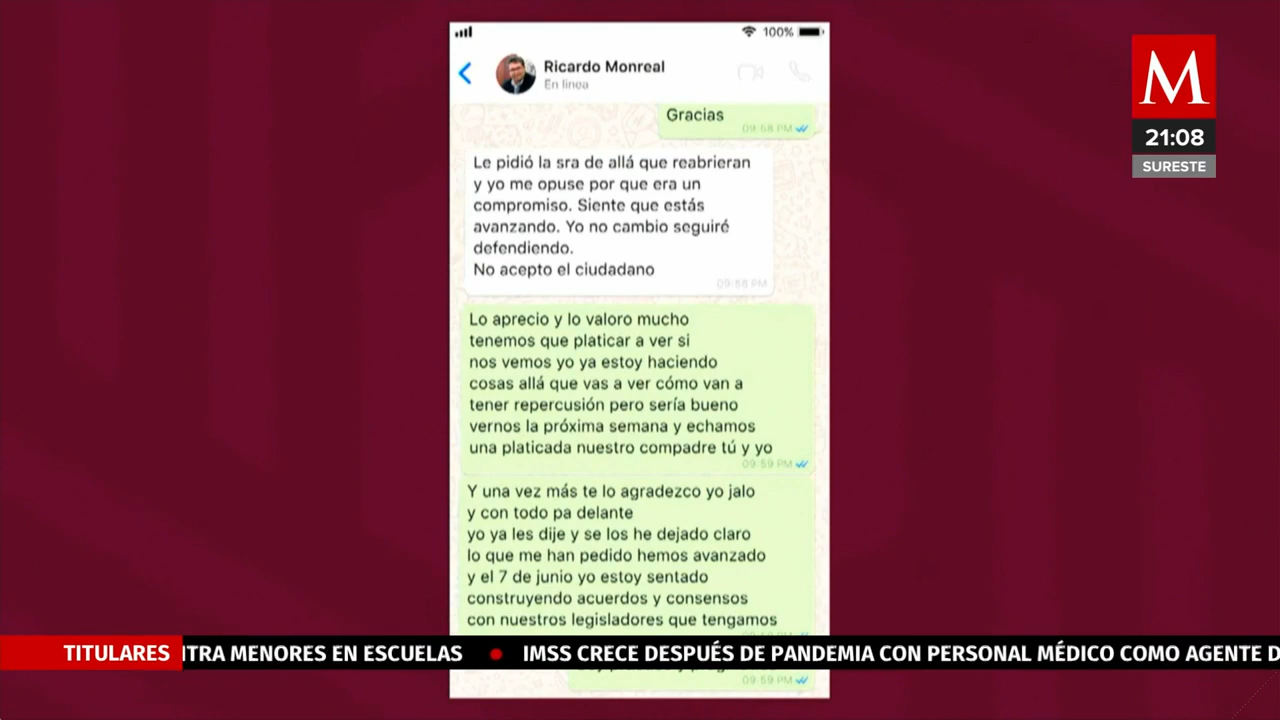 100%
Ricardo Monreal
En linea
M
21:08
SURESTE
Gracias
09:58 PM
Le pidió la sra de allá que reabrieran
y yo me opuse por que era un
compromiso. Siente que estás
avanzando. Yo no cambio seguiré
defendiendo.
No acepto el ciudadano
09:58 PM
Lo aprecio y lo valoro mucho
tenemos que platicar a ver si
nos vemos yo ya estoy haciendo
cosas allá que vas a ver cómo van a
tener repercusión pero sería bueno
vernos la próxima semana y echamos
una platicada nuestro compadre tú y yo
09:59 PM
Y una vez más te lo agradezco yo jalo
y con todo pa delante
yo ya les dije y se los he dejado claro
lo que me han pedido hemos avanzado
y el 7 de junio yo estoy sentado
construyendo acuerdos y consensos
con nuestros legisladores que tengamos
TITULARES
NTRA MENORES EN ESCUELAS • IMSS CRECE DESPUÉS DE PANDEMIA CON PERSONAL MÉDICO COMO AGENTE D
09:59 PM